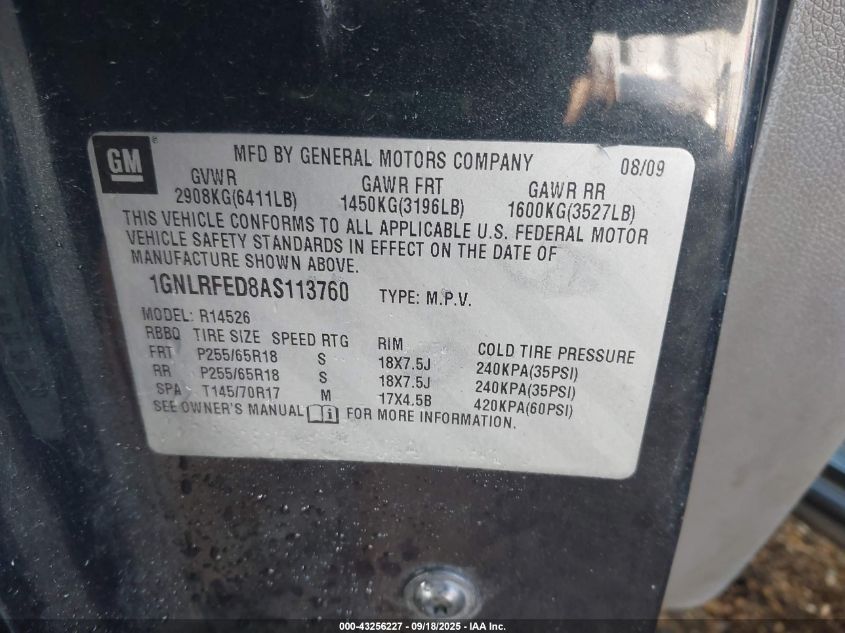 GM
®
MFD BY GENERAL MOTORS COMPANY 08/09
GVWR GAWR FRT GAWR RR
2908KG(6411LB) 1450KG(3196LB) 1600KG(3527LB)
THIS VEHICLE CONFORMS TO ALL APPLICABLE U.S. FEDERAL MOTOR
VEHICLE SAFETY STANDARDS IN EFFECT ON THE DATE OF
MANUFACTURE SHOWN ABOVE.
1GNLRFED8AS113760 TYPE: M.P.V.
MODEL: R14526
RBBQ TIRE SIZE SPEED RTG RIM COLD TIRE PRESSURE
FRT P255/65R18 S 18X7.5J 240KPA(35PSI)
RR P255/65R18 S 18X7.5J 240KPA(35PSI)
SPA T145/70R17 M 17X4.5B 420KPA(60PSI)
SEE OWNER'S MANUAL i FOR MORE INFORMATION.
000-43256227 - 09/18/2025 - IAA Inc.